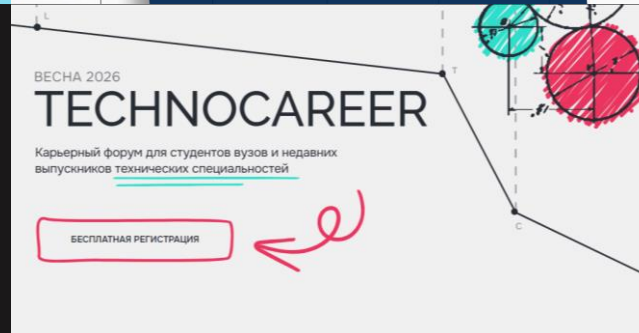 L
T
ВЕСНА 2026
TECHNOCAREER
Карьерный форум для студентов вузов и недавних
выпускников технических специальностей
C
БЕСПЛАТНАЯ РЕГИСТРАЦИЯ